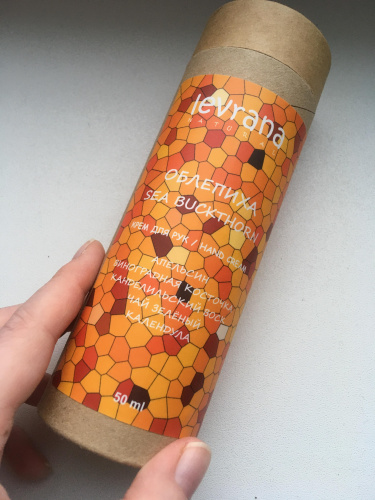 levrana
NATURAL
ОБЛЕПИХА
SEA BUCKTHORN
КРЕМ ДЛЯ РУК / HAND CREAM
АПЕЛЬСИН
ВИНОГРАДНАЯ КОСТОЧКА
КАНДЕЛИЛЬСКИЙ ВОСК
ЧАЙ ЗЕЛЕНЫЙ
КАЛЕНДУЛА
50 ml